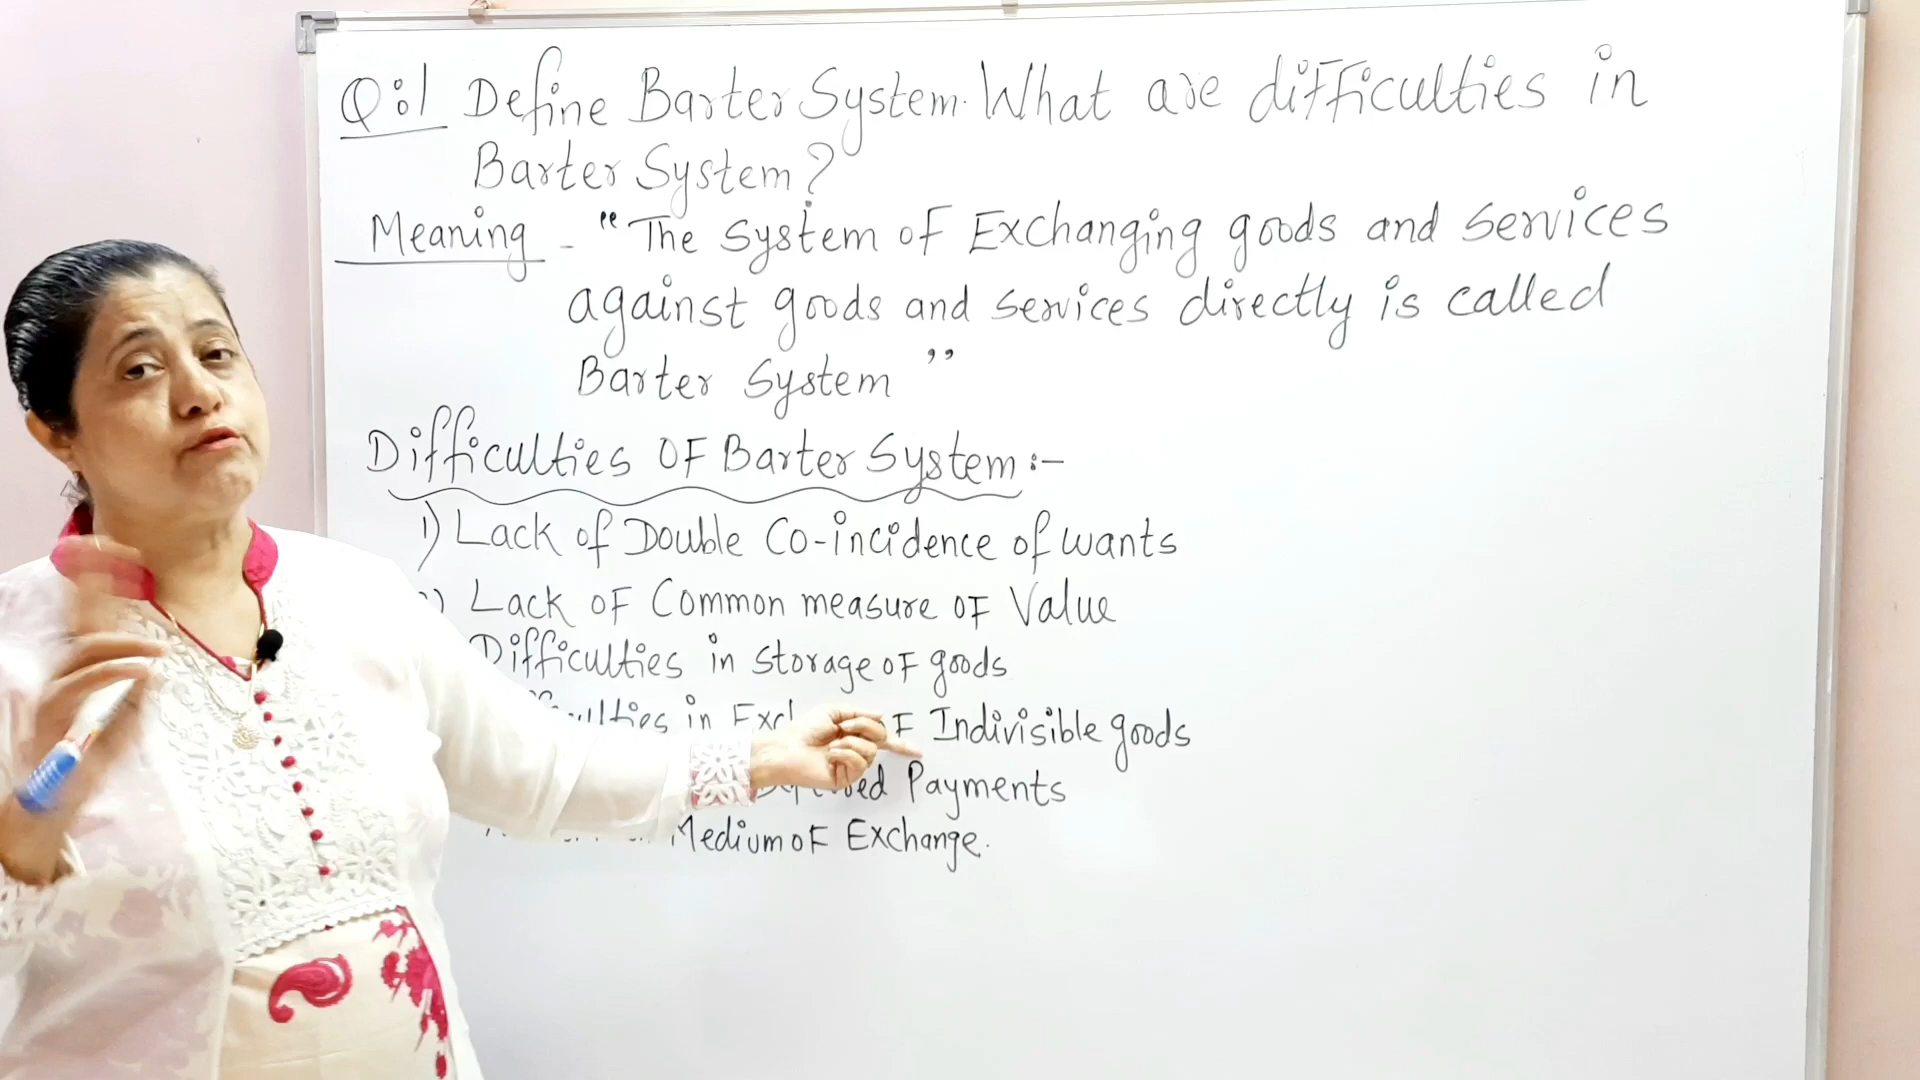 Q:1 Define Barter System. What are difficulties in
Barter System?
Meaning - "The System of Exchanging goods and services
against goods and services directly is called
Barter System"
Difficulties of Barter System :-
1) Lack of Double Co-incidence of wants
Lack of Common measure of Value
Difficulties in storage of goods
in of Indivisible goods
Payments
Medium of Exchange.